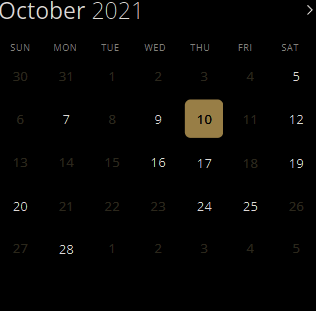 October 2021
SUN MON TUE WED THU FRI SAT
30 31 1 2 3 4 5
6 7 8 9 10 11 12
13 14 15 16 17 18 19
20 21 22 23 24 25 26
27 28 1 2 3 4 5